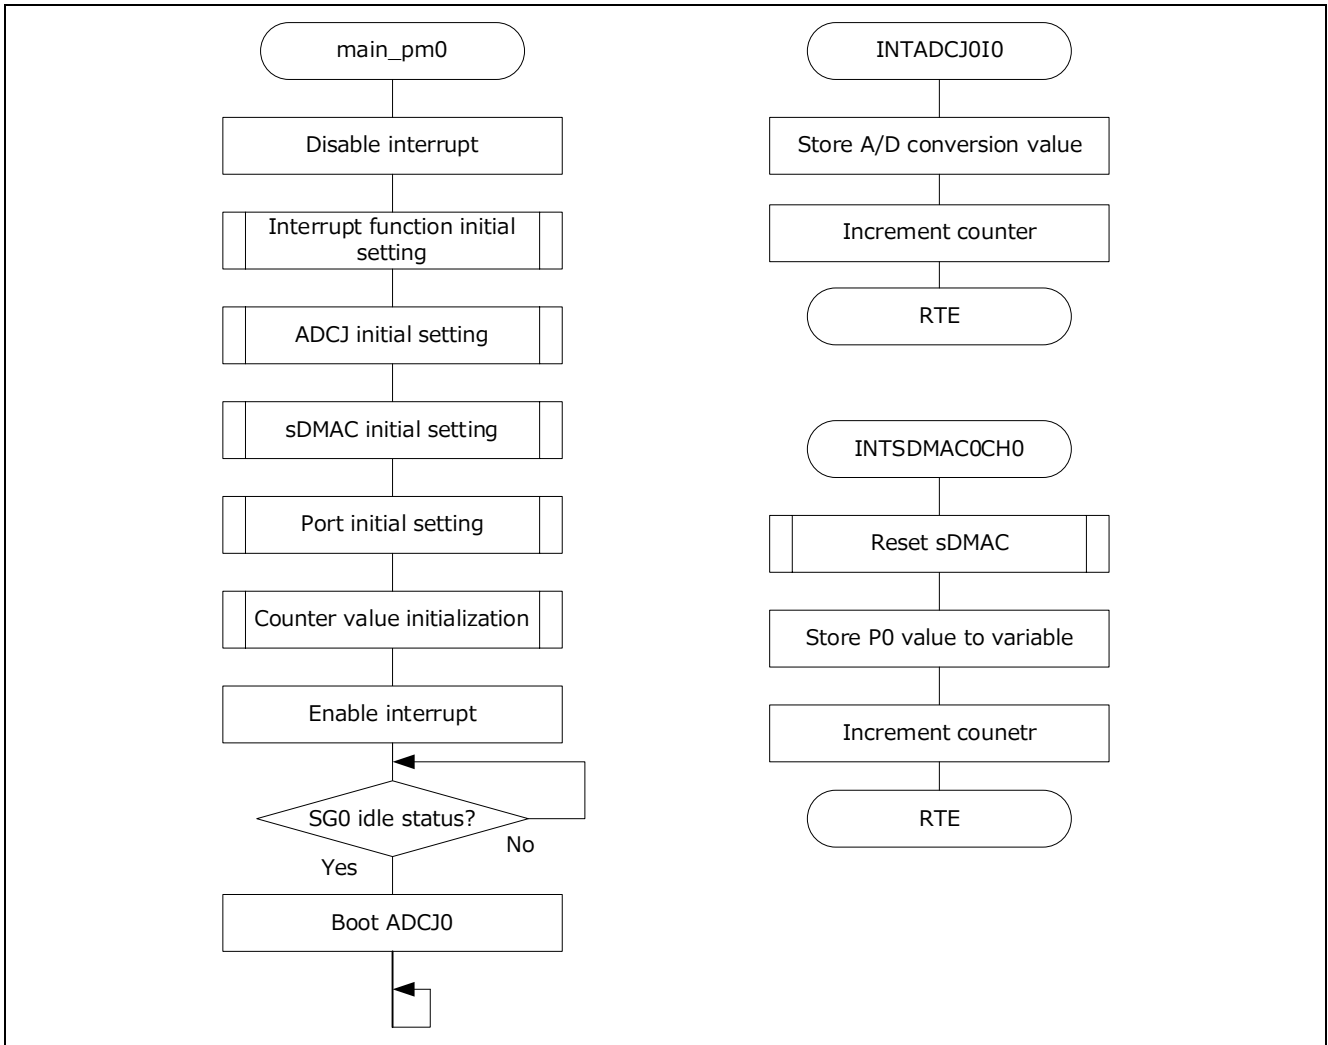 main_pm0
Disable interrupt
Interrupt function initial
setting
ADCJ initial setting
sDMAC initial setting
Port initial setting
Counter value initialization
Enable interrupt
SG0 idle status?
No
Yes
Boot ADCJ0
INTADCJ0I0
Store A/D conversion value
Increment counter
RTE
INTSDMAC0CH0
Reset sDMAC
Store P0 value to variable
Increment counetr
RTE